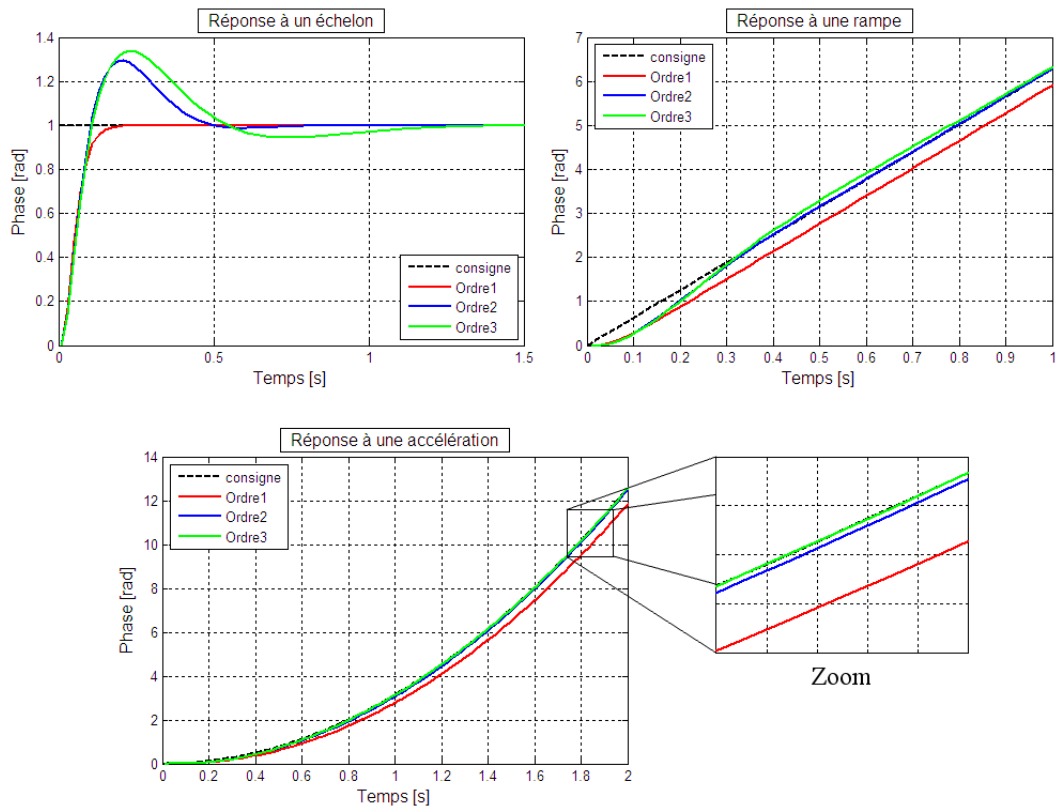 Réponse à un échelon
Phase [rad]
1.4
1.2
1
0.8
0.6
0.4
0.2
0
0 0.5 1 1.5
Temps [s]
consigne
Ordre1
Ordre2
Ordre3
Réponse à une rampe
Phase [rad]
7
6
5
4
3
2
1
0
0 0.1 0.2 0.3 0.4 0.5 0.6 0.7 0.8 0.9 1
Temps [s]
consigne
Ordre1
Ordre2
Ordre3
Réponse à une accélération
Phase [rad]
14
12
10
8
6
4
2
0
0 0.2 0.4 0.6 0.8 1 1.2 1.4 1.6 1.8 2
Temps [s]
consigne
Ordre1
Ordre2
Ordre3
Zoom